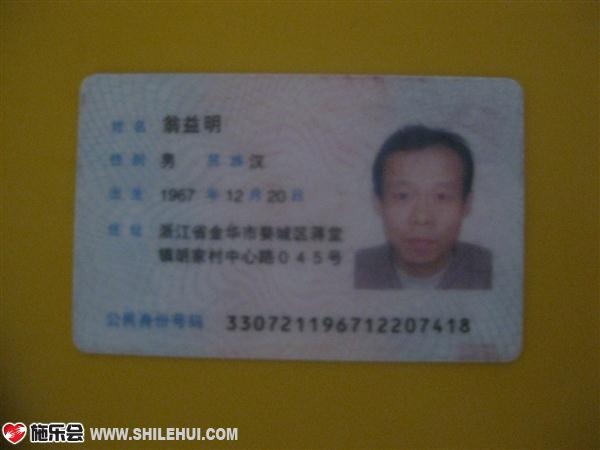 姓名 翁益明
性别 男 民族 汉
出生 1967 年 12 月 20 日
住址 浙江省金华市婺城区蒋堂
镇胡家村中心路045号
公民身份号码 330721196712207418
施乐会 WWW.SHILEHUI.COM